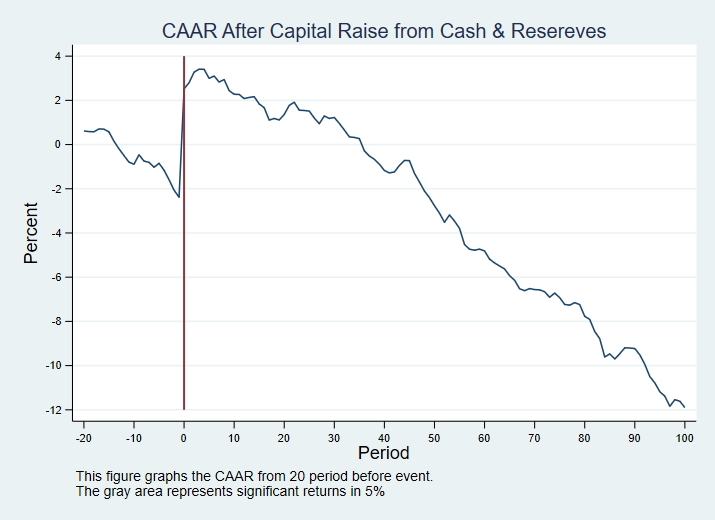 CAAR After Capital Raise from Cash & Resereves
Percent
4
2
0
-2
-4
-6
-8
-10
-12
-20 -10 0 10 20 30 40 50 60 70 80 90 100
Period
This figure graphs the CAAR from 20 period before event.
The gray area represents significant returns in 5%